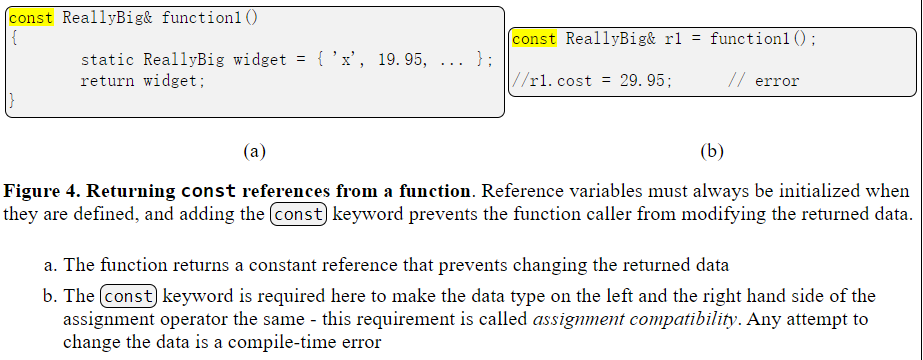 const ReallyBig& function1()
{
static ReallyBig widget = { 'x', 19.95, ... };
return widget;
}
(a)
const ReallyBig& r1 = function1();
//r1.cost = 29.95; // error
(b)
Figure 4. Returning const references from a function. Reference variables must always be initialized when
they are defined, and adding the const keyword prevents the function caller from modifying the returned data.
a. The function returns a constant reference that prevents changing the returned data
b. The const keyword is required here to make the data type on the left and the right hand side of the
assignment operator the same - this requirement is called assignment compatibility. Any attempt to
change the data is a compile-time error